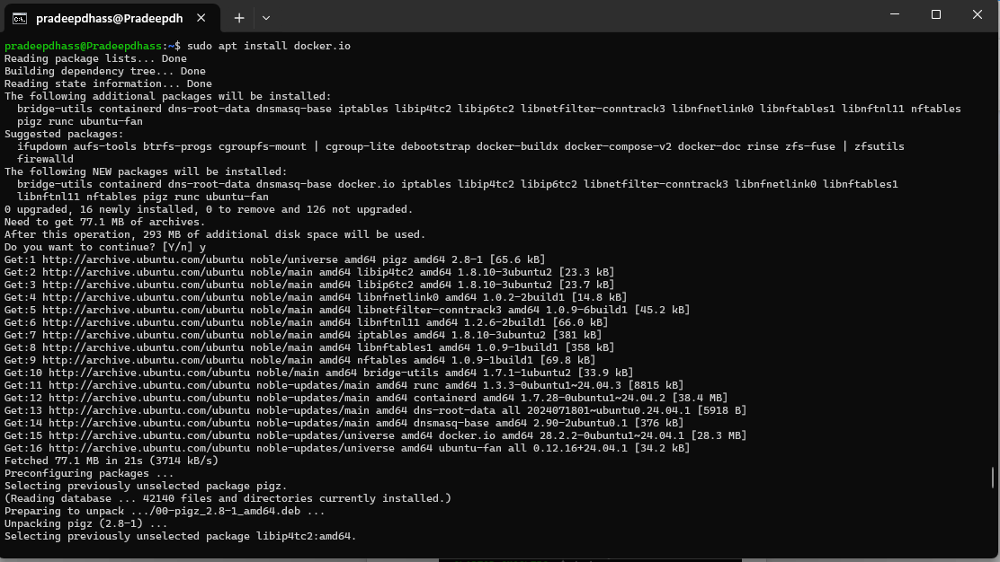 pradeepdhass@Pradeepdh
pradeepdhass@Pradeepdhass:~$ sudo apt install docker.io
Reading package lists... Done
Building dependency tree... Done
Reading state information... Done
The following additional packages will be installed:
bridge-utils containerd dns-root-data dnsmasq-base iptables libip4tc2 libip6tc2 libnetfilter-conntrack3 libnfnetlink0 libnftables1 libnftnl11 nftables
pigz runc ubuntu-fan
Suggested packages:
ifupdown aufs-tools btrfs-progs cgroupfs-mount | cgroup-lite debootstrap docker-buildx docker-compose-v2 docker-doc rinse zfs-fuse | zfsutils
firewalld
The following NEW packages will be installed:
bridge-utils containerd dns-root-data dnsmasq-base docker.io iptables libip4tc2 libip6tc2 libnetfilter-conntrack3 libnfnetlink0 libnftables1
libnftnl11 nftables pigz runc ubuntu-fan
0 upgraded, 16 newly installed, 0 to remove and 126 not upgraded.
Need to get 77.1 MB of archives.
After this operation, 293 MB of additional disk space will be used.
Do you want to continue? [Y/n] y
Get:1 http://archive.ubuntu.com/ubuntu noble/universe amd64 pigz amd64 2.8-1 [65.6 kB]
Get:2 http://archive.ubuntu.com/ubuntu noble/main amd64 libip4tc2 amd64 1.8.10-3ubuntu2 [23.3 kB]
Get:3 http://archive.ubuntu.com/ubuntu noble/main amd64 libip6tc2 amd64 1.8.10-3ubuntu2 [23.7 kB]
Get:4 http://archive.ubuntu.com/ubuntu noble/main amd64 libnfnetlink0 amd64 1.0.2-2build1 [14.8 kB]
Get:5 http://archive.ubuntu.com/ubuntu noble/main amd64 libnetfilter-conntrack3 amd64 1.0.9-6build1 [45.2 kB]
Get:6 http://archive.ubuntu.com/ubuntu noble/main amd64 libnftnl11 amd64 1.2.6-2build1 [66.0 kB]
Get:7 http://archive.ubuntu.com/ubuntu noble/main amd64 iptables amd64 1.8.10-3ubuntu2 [381 kB]
Get:8 http://archive.ubuntu.com/ubuntu noble/main amd64 libnftables1 amd64 1.0.9-1build1 [358 kB]
Get:9 http://archive.ubuntu.com/ubuntu noble/main amd64 nftables amd64 1.0.9-1build1 [69.8 kB]
Get:10 http://archive.ubuntu.com/ubuntu noble/main amd64 bridge-utils amd64 1.7.1-1ubuntu2 [33.9 kB]
Get:11 http://archive.ubuntu.com/ubuntu noble-updates/main amd64 runc amd64 1.3.3-0ubuntu1~24.04.3 [8815 kB]
Get:12 http://archive.ubuntu.com/ubuntu noble-updates/main amd64 containerd amd64 1.7.28-0ubuntu1~24.04.2 [38.4 MB]
Get:13 http://archive.ubuntu.com/ubuntu noble-updates/main amd64 dns-root-data all 2024071801~ubuntu0.24.04.1 [5918 B]
Get:14 http://archive.ubuntu.com/ubuntu noble-updates/main amd64 dnsmasq-base amd64 2.90-2ubuntu0.1 [376 kB]
Get:15 http://archive.ubuntu.com/ubuntu noble-updates/universe amd64 docker.io amd64 28.2.2-0ubuntu1~24.04.1 [28.3 MB]
Get:16 http://archive.ubuntu.com/ubuntu noble-updates/universe amd64 ubuntu-fan all 0.12.16+24.04.1 [34.2 kB]
Fetched 77.1 MB in 21s (3714 kB/s)
Preconfiguring packages ...
Selecting previously unselected package pigz.
(Reading database ... 42140 files and directories currently installed.)
Preparing to unpack .../00-pigz_2.8-1_amd64.deb ...
Unpacking pigz (2.8-1) ...
Selecting previously unselected package libip4tc2:amd64.